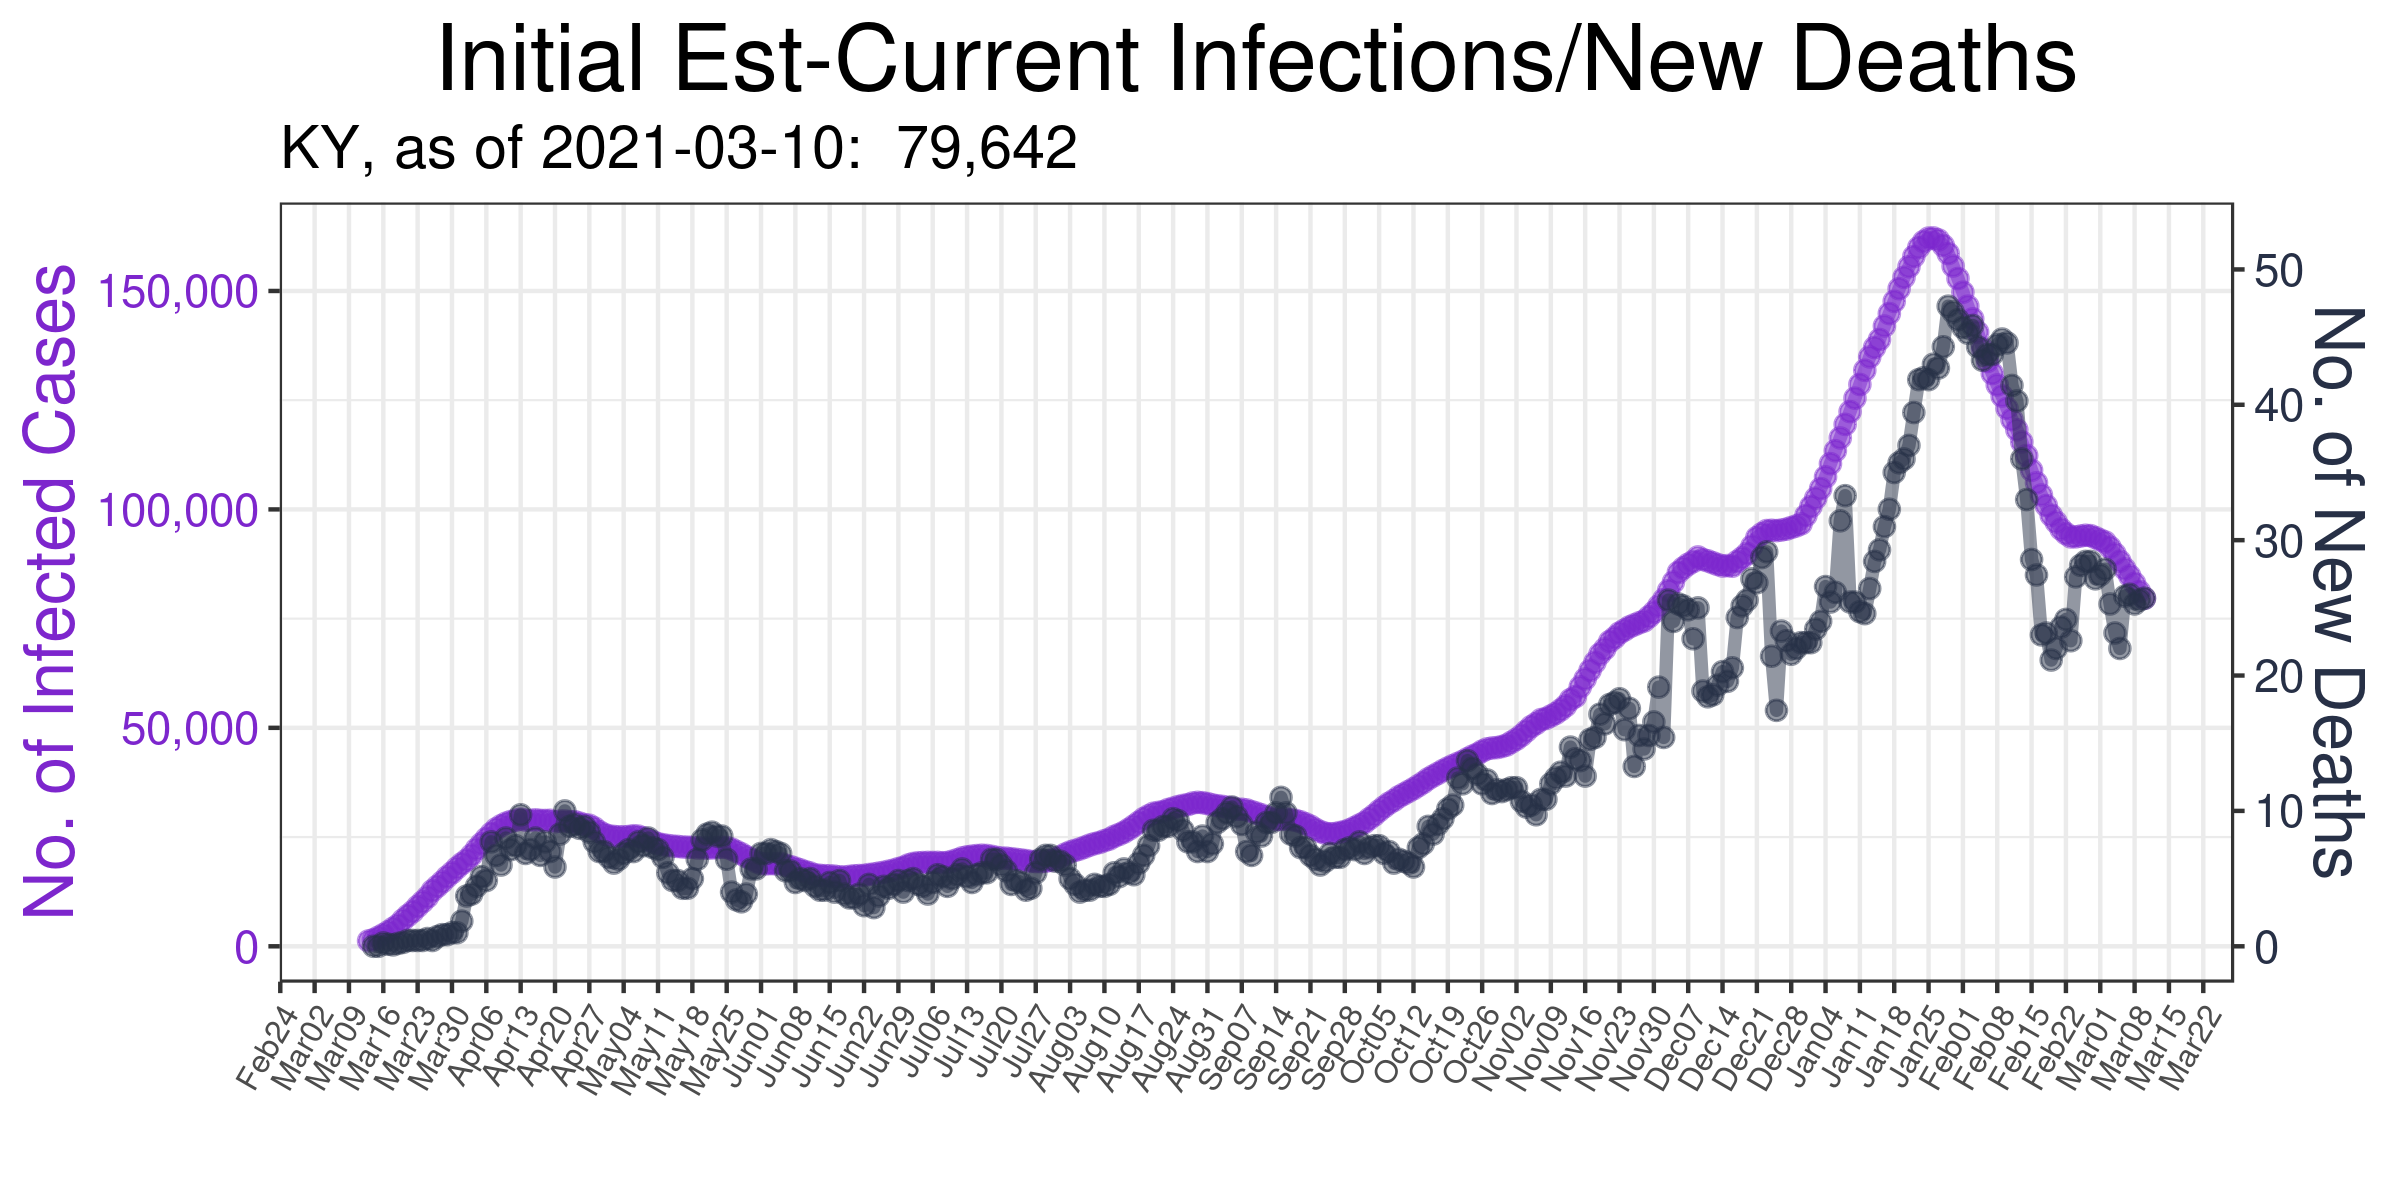 Initial Est-Current Infections/New Deaths
KY, as of 2021-03-10:  79,642
No. of Infected Cases
150,000
100,000
50,000
0
50
40
30
20
10
0
No. of New Deaths
Feb24
Mar02
Mar09
Mar16
Mar23
Mar30
Apr06
Apr13
Apr20
Apr27
May04
May11
May18
May25
Jun01
Jun08
Jun15
Jun22
Jun29
Jul06
Jul13
Jul20
Jul27
Aug03
Aug10
Aug17
Aug24
Aug31
Sep07
Sep14
Sep21
Sep28
Oct05
Oct12
Oct19
Oct26
Nov02
Nov09
Nov16
Nov23
Nov30
Dec07
Dec14
Dec21
Dec28
Jan04
Jan11
Jan18
Jan25
Feb01
Feb08
Feb15
Feb22
Mar01
Mar08
Mar15
Mar22